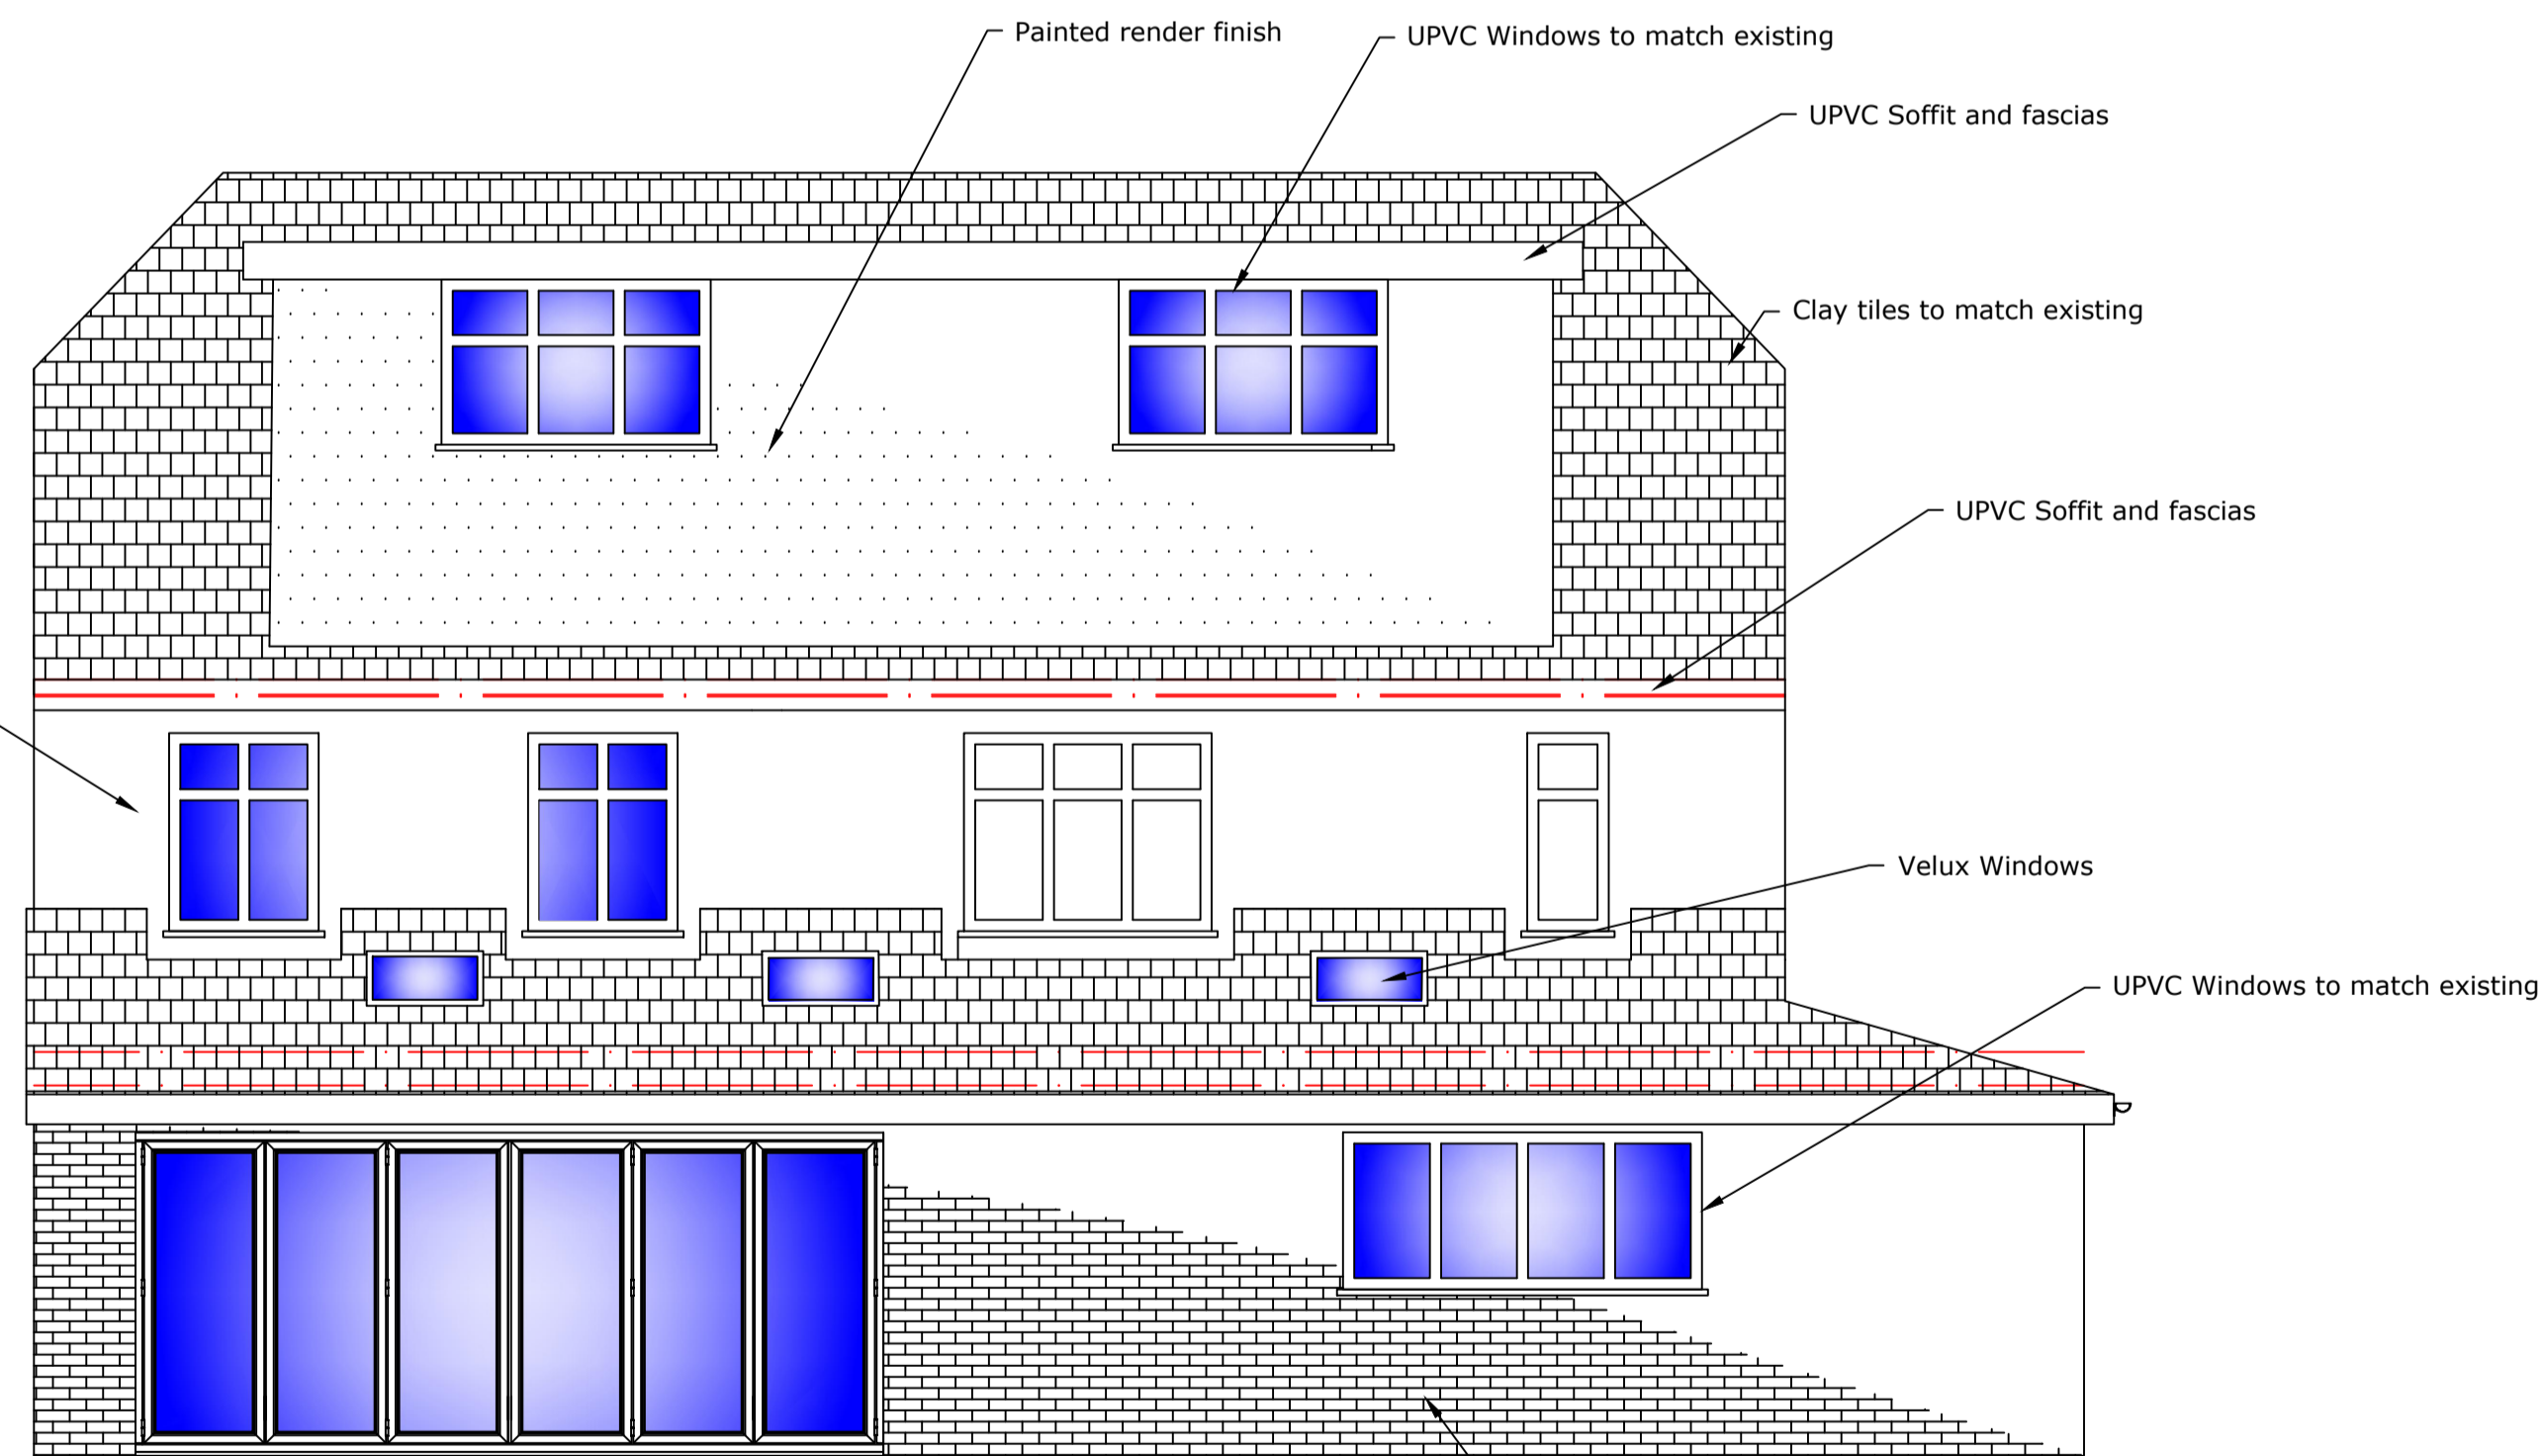 Painted render finish
UPVC Windows to match existing
UPVC Soffit and fascias
Clay tiles to match existing
UPVC Soffit and fascias
Velux Windows
UPVC Windows to match existing